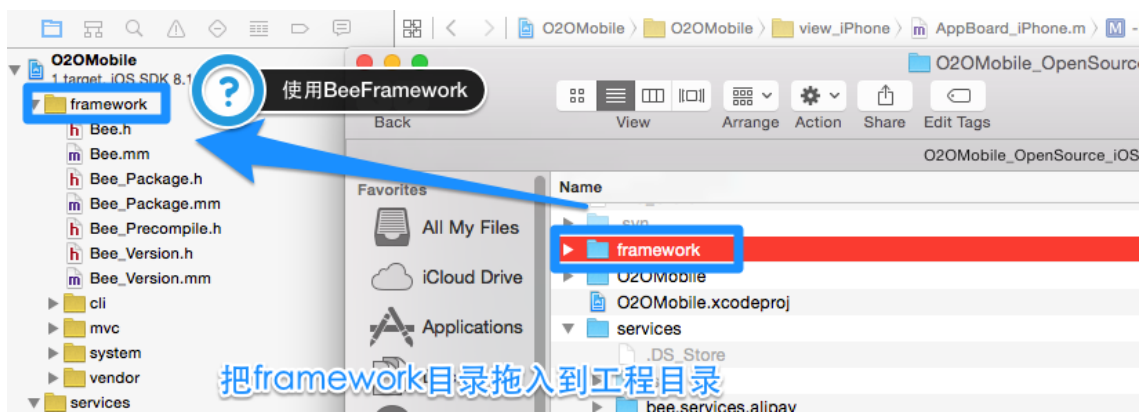 O2OMobile 〉 O2OMobile 〉 view_iPhone 〉 AppBoard_iPhone.m 〉 M -
O2OMobile
1 target, iOS SDK 8.1
framework
Bee.h
Bee.mm
Bee_Package.h
Bee_Package.mm
Bee_Precompile.h
Bee_Version.h
Bee_Version.mm
cli
mvc
system
vendor
services
? 使用BeeFramework
O2OMobile_OpenSourc
Back View Arrange Action Share Edit Tags
O2OMobile_OpenSource_iOS
Favorites
All My Files
iCloud Drive
Applications
Name
.svn
framework
O2OMobile
O2OMobile.xcodeproj
services
.DS_Store
bee.services.alipay
把framework目录拖入到工程目录